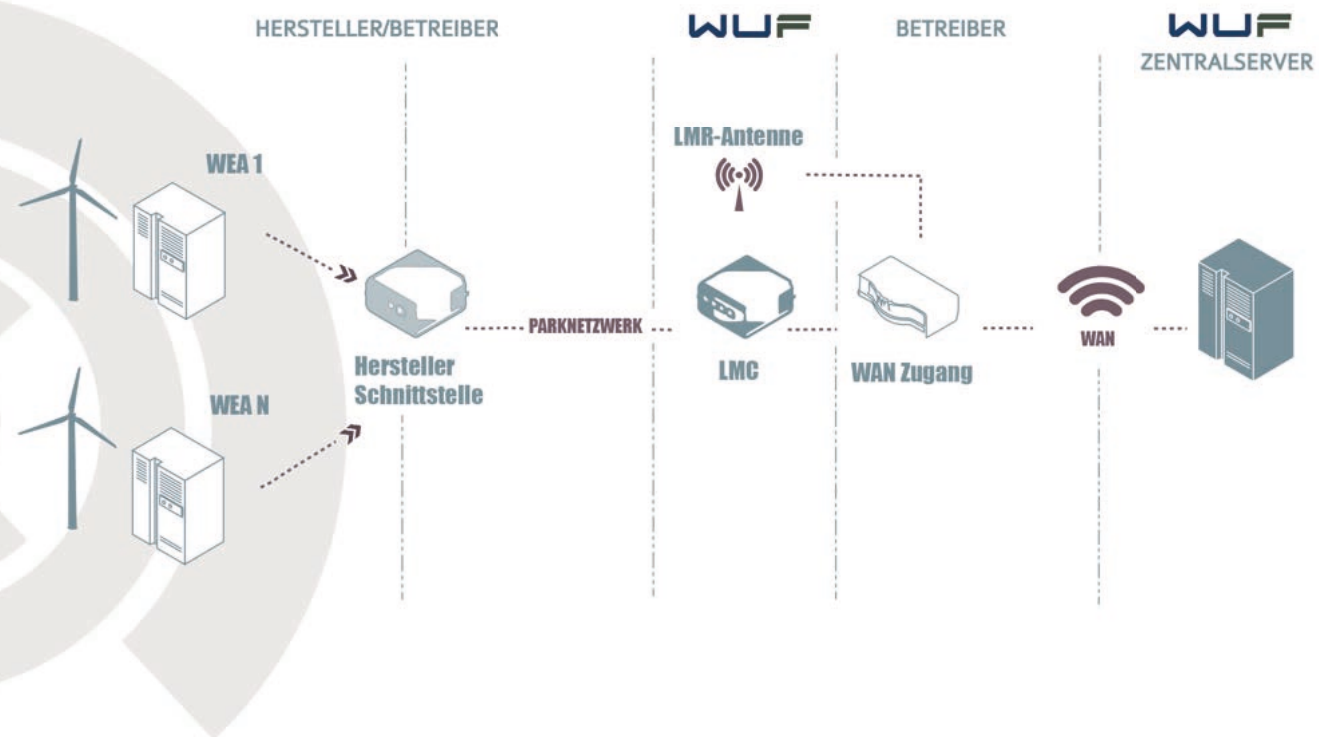 HERSTELLER/BETREIBER
WUF
BETREIBER
WUF
ZENTRALSERVER
LMR-Antenne
WEA 1
PARKNETZWERK
WAN
Hersteller
Schnittstelle
LMC
WAN Zugang
WEA N